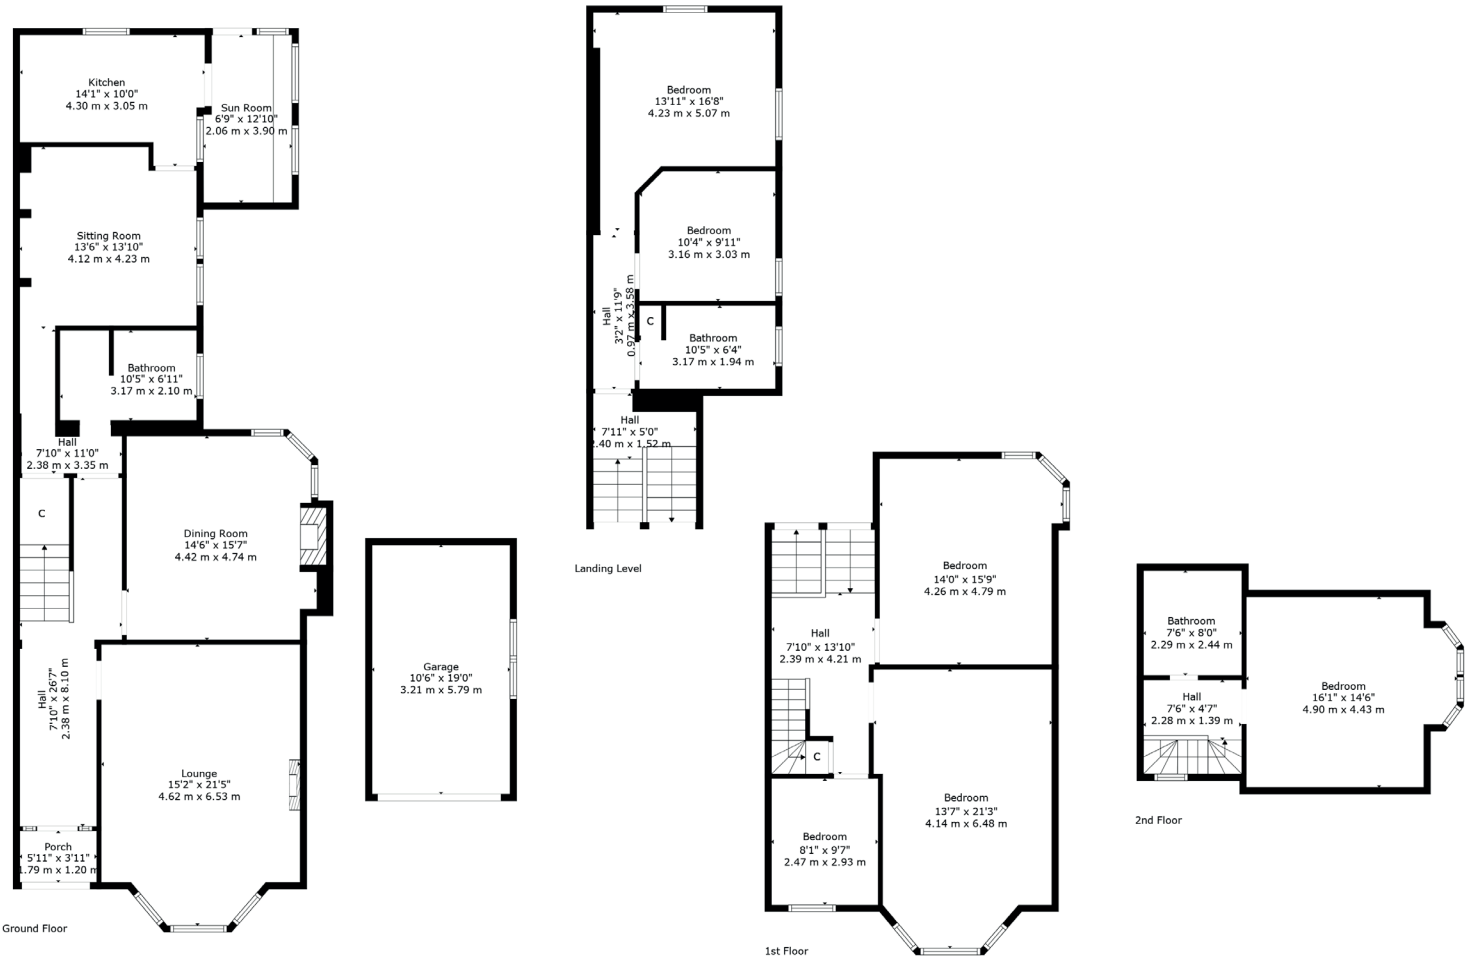 Kitchen
14'1" x 10'0"
4.30 m x 3.05 m
Sun Room
6'9" x 12'10"
2.06 m x 3.90 m
Sitting Room
13'6" x 13'10"
4.12 m x 4.23 m
Bathroom
10'5" x 6'11"
3.17 m x 2.10 m
Hall
7'10" x 11'0"
2.38 m x 3.35 m
C
Dining Room
14'6" x 15'7"
4.42 m x 4.74 m
Hall
7'10" x 26'7"
2.38 m x 8.10 m
Lounge
15'2" x 21'5"
4.62 m x 6.53 m
Porch
5'11" x 3'11"
1.79 m x 1.20 m
Ground Floor
Garage
10'6" x 19'0"
3.21 m x 5.79 m
Bedroom
13'11" x 16'8"
4.23 m x 5.07 m
Bedroom
10'4" x 9'11"
3.16 m x 3.03 m
Hall
3'2" x 11'9"
0.97 m x 3.58 m
C
Bathroom
10'5" x 6'4"
3.17 m x 1.94 m
Hall
7'11" x 5'0"
2.40 m x 1.52 m
Landing Level
Bedroom
14'0" x 15'9"
4.26 m x 4.79 m
Hall
7'10" x 13'10"
2.39 m x 4.21 m
C
Bedroom
13'7" x 21'3"
4.14 m x 6.48 m
Bedroom
8'1" x 9'7"
2.47 m x 2.93 m
1st Floor
Bathroom
7'6" x 8'0"
2.29 m x 2.44 m
Hall
7'6" x 4'7"
2.28 m x 1.39 m
Bedroom
16'1" x 14'6"
4.90 m x 4.43 m
2nd Floor